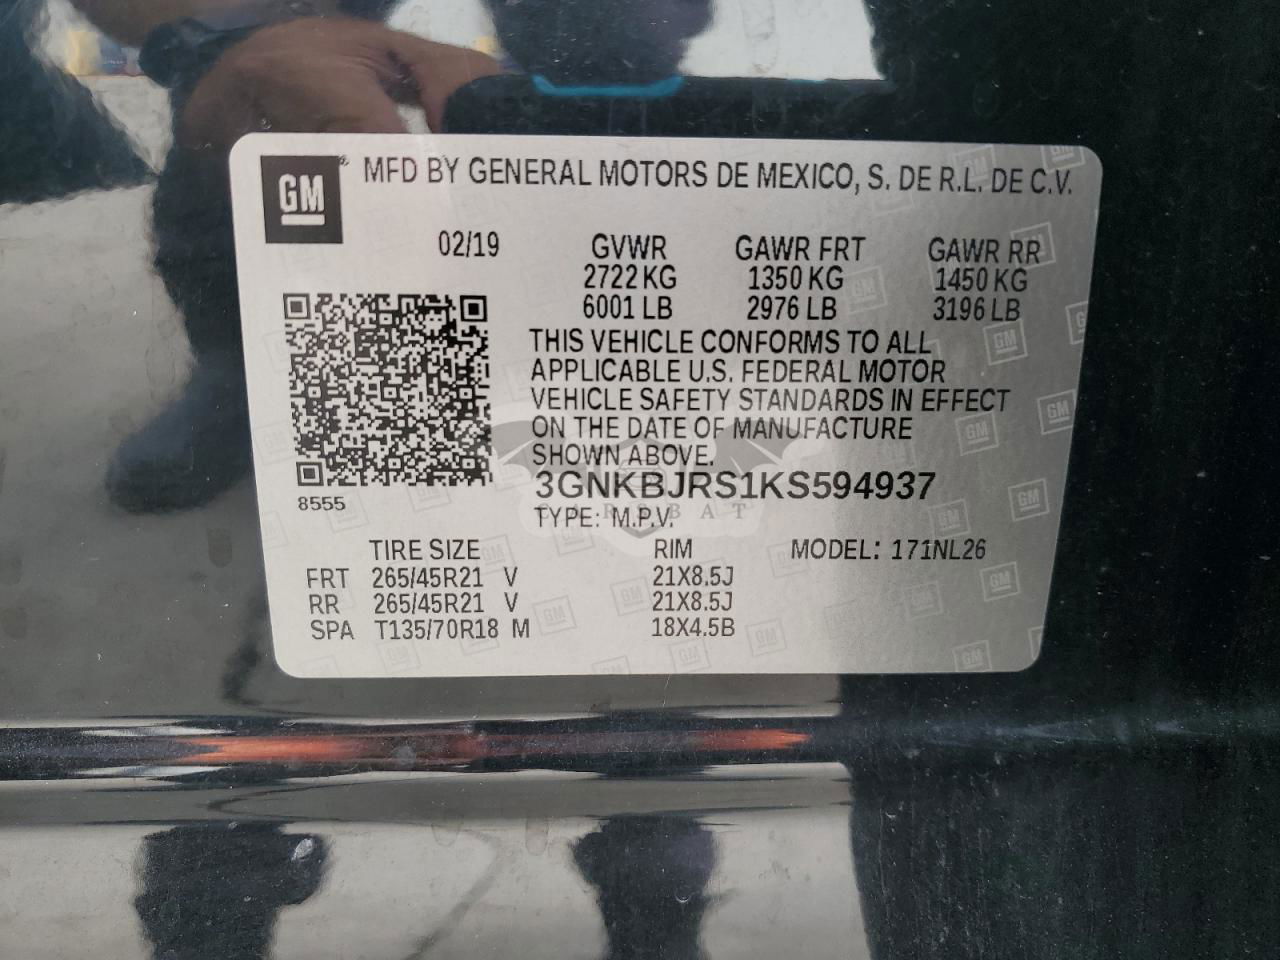 GM® MFD BY GENERAL MOTORS DE MEXICO, S. DE R.L. DE C.V.
02/19 GVWR GAWR FRT GAWR RR
2722 KG 1350 KG 1450 KG
6001 LB 2976 LB 3196 LB
THIS VEHICLE CONFORMS TO ALL
APPLICABLE U.S. FEDERAL MOTOR
VEHICLE SAFETY STANDARDS IN EFFECT
ON THE DATE OF MANUFACTURE
SHOWN ABOVE.
8555
3GNKBJRS1KS594937
TYPE: M.P.V.
TIRE SIZE RIM MODEL: 171NL26
FRT 265/45R21 V 21X8.5J
RR 265/45R21 V 21X8.5J
SPA T135/70R18 M 18X4.5B